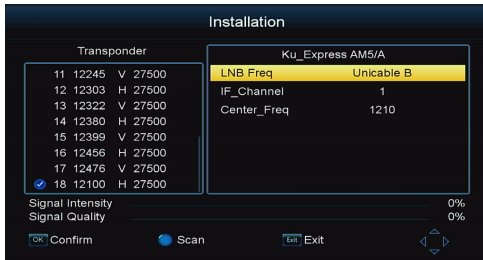 Installation
Transponder
11 12245 V 27500
12 12303 H 27500
13 12322 V 27500
14 12380 H 27500
15 12399 V 27500
16 12456 H 27500
17 12476 V 27500
18 12100 H 27500
Ku_Express AM5/A
LNB Freq Unicable B
IF_Channel 1
Center_Freq 1210
Signal Intensity 0%
Signal Quality 0%
OK Confirm Scan Exit Exit